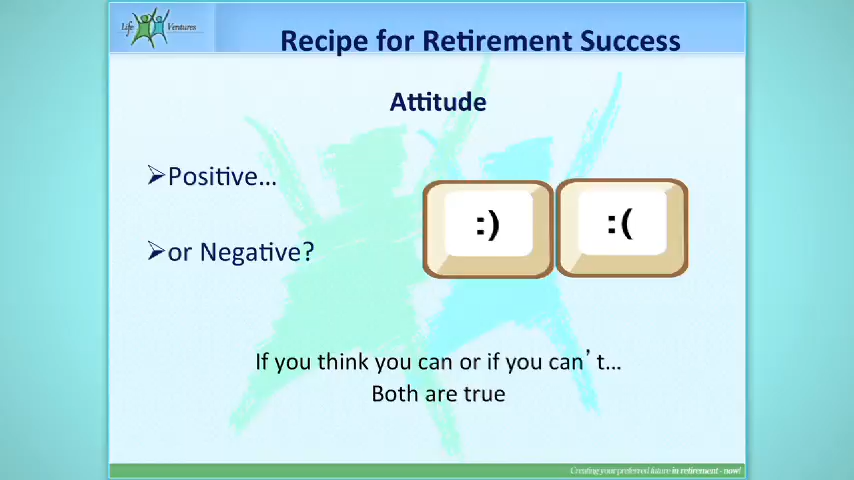 Life Ventures
Recipe for Retirement Success
Attitude
➢Positive…
➢or Negative?
:) :(
If you think you can or if you can't…
Both are true
Creating your preferred future in retirement - now!